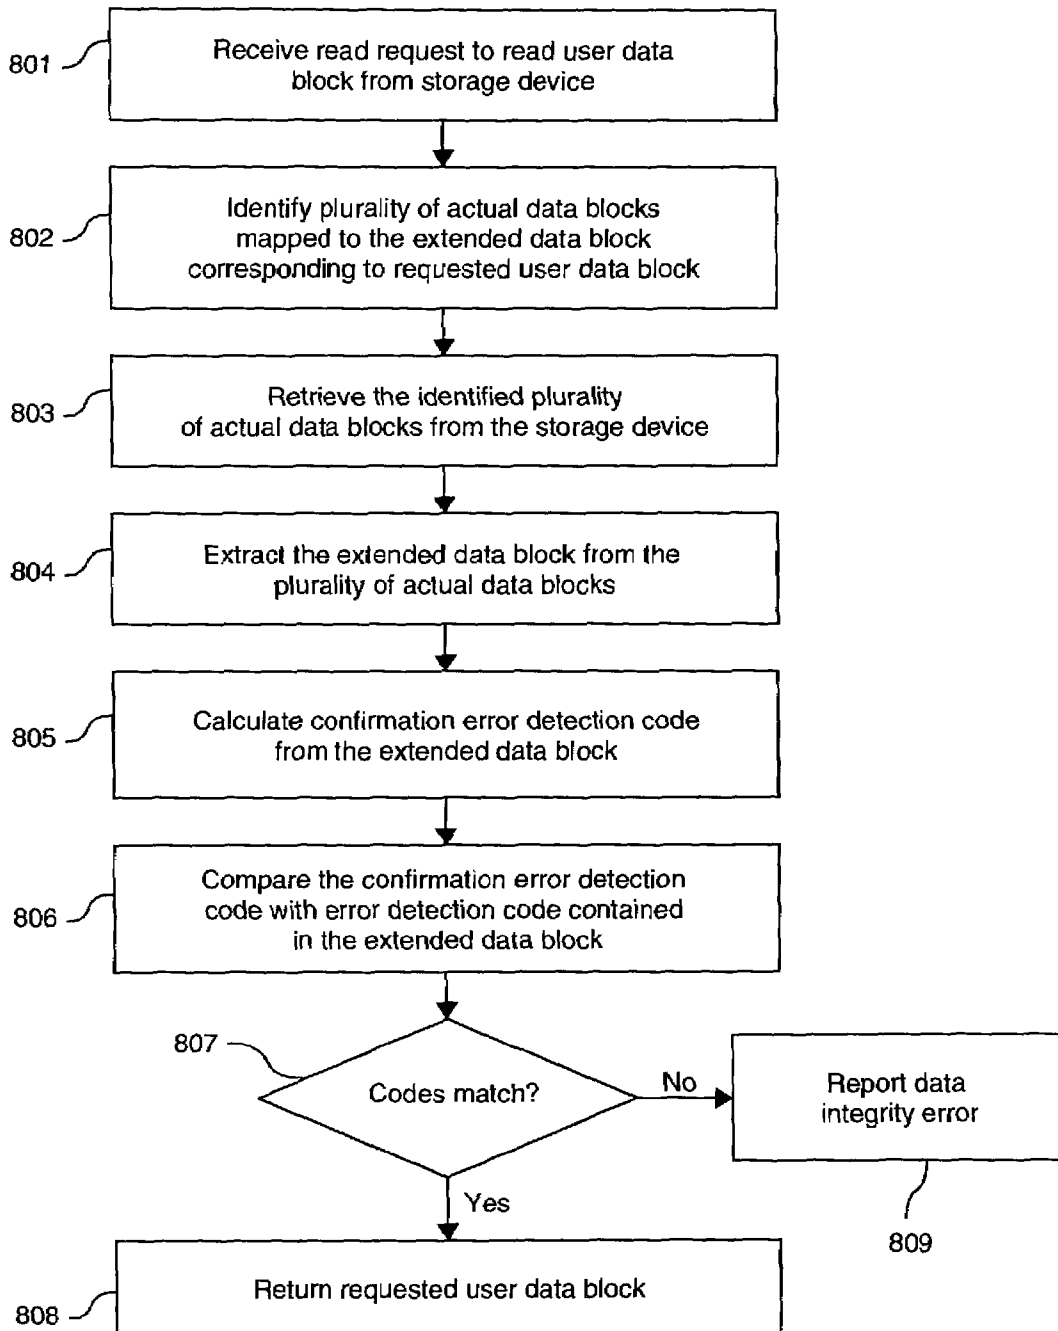 801
Receive read request to read user data
block from storage device
802
Identify plurality of actual data blocks
mapped to the extended data block
corresponding to requested user data block
803
Retrieve the identified plurality
of actual data blocks from the storage device
804
Extract the extended data block from the
plurality of actual data blocks
805
Calculate confirmation error detection code
from the extended data block
806
Compare the confirmation error detection
code with error detection code contained
in the extended data block
807
Codes match?
No
Report data
integrity error
809
Yes
808
Return requested user data block